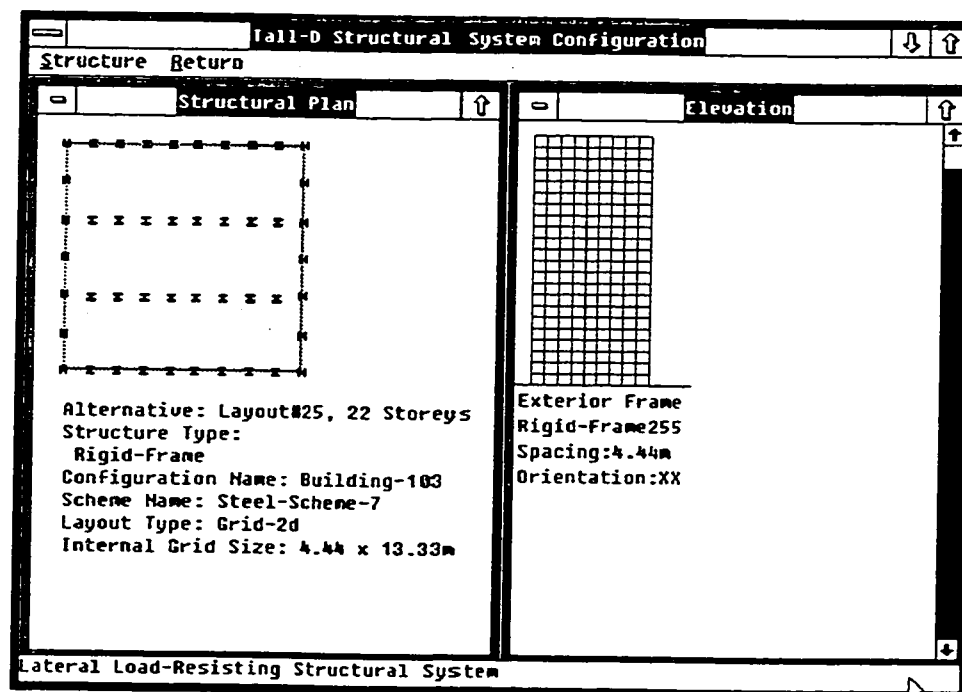 Tall-D Structural System Configuration
Structure Return
Structural Plan
Alternative: Layout#25, 22 Storeys
Structure Type:
Rigid-Frame
Configuration Name: Building-103
Scheme Name: Steel-Scheme-7
Layout Type: Grid-2d
Internal Grid Size: 4.44 x 13.33m
Elevation
Exterior Frame
Rigid-Frame255
Spacing:4.44m
Orientation:XX
Lateral Load-Resisting Structural System